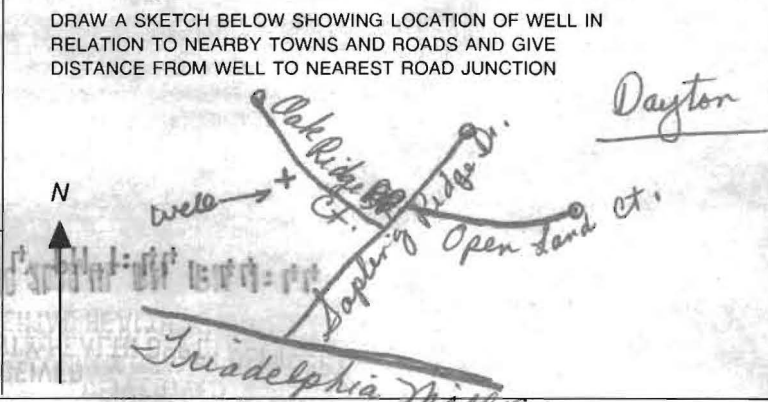 DRAW A SKETCH BELOW SHOWING LOCATION OF WELL IN
RELATION TO NEARBY TOWNS AND ROADS AND GIVE
DISTANCE FROM WELL TO NEAREST ROAD JUNCTION
Dayton
Oak Ridge
Ct.
Sapling Ridge Dr.
well
N
Open Land Ct.
Triadelphia